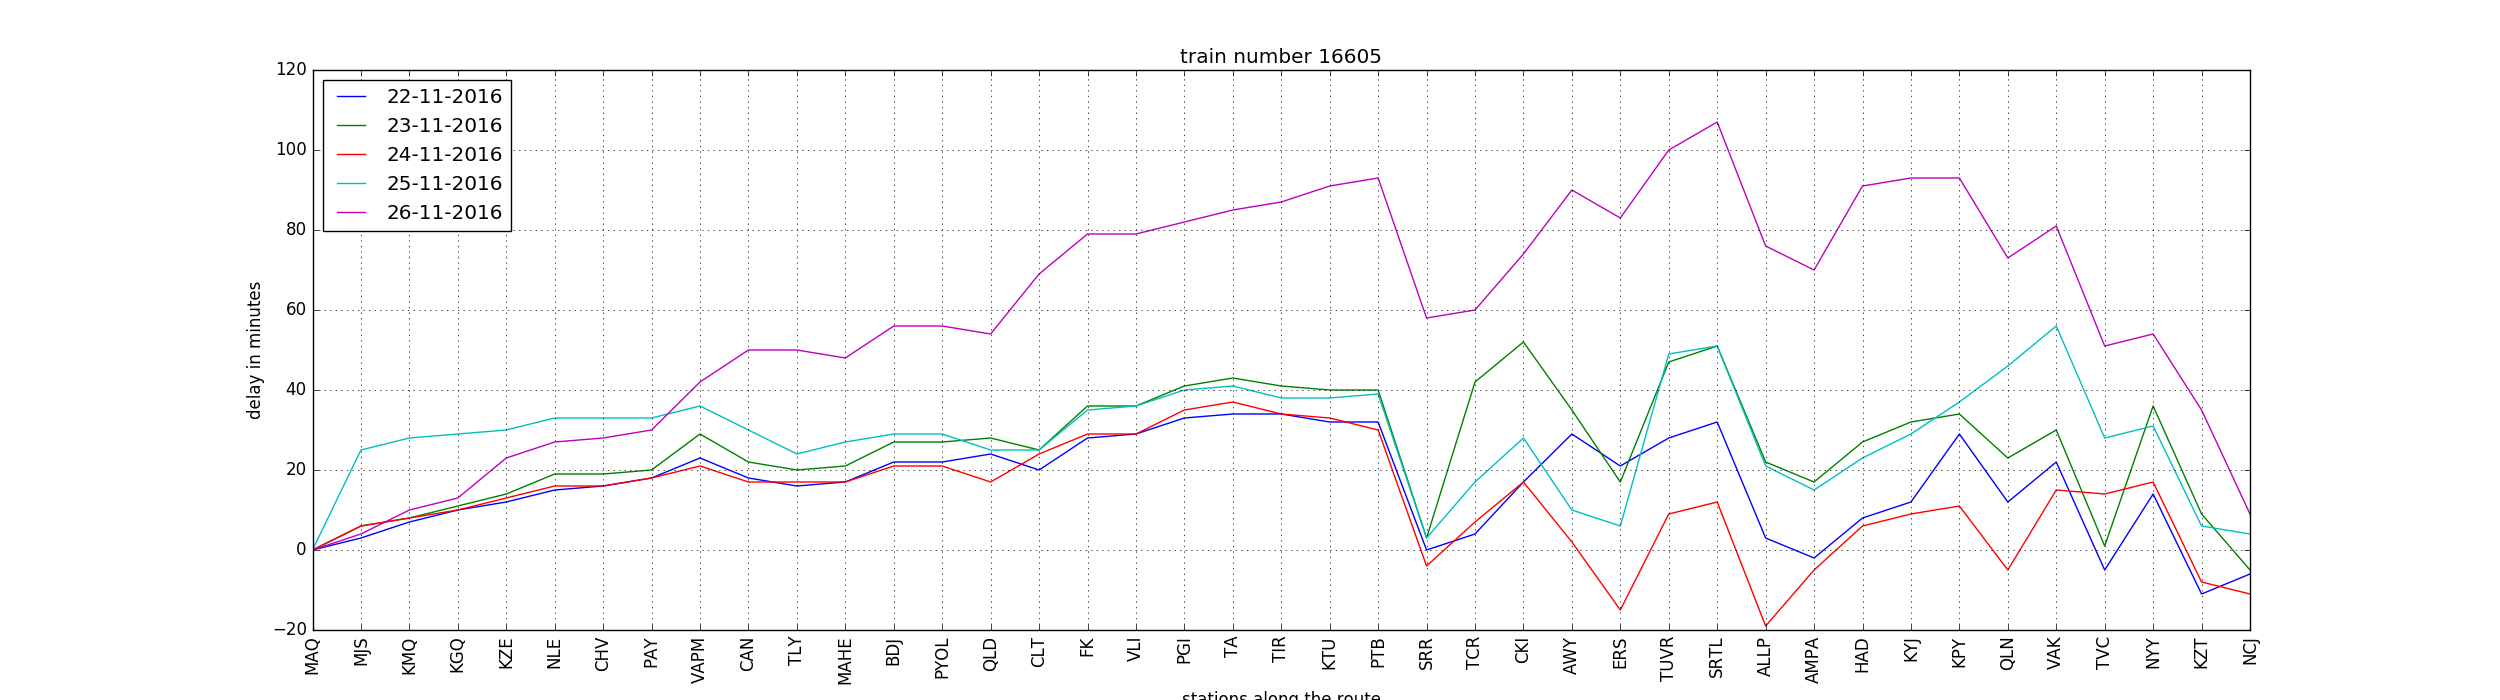 train number 16605
120
100
80
60
40
20
0
−20
delay in minutes
22-11-2016
23-11-2016
24-11-2016
25-11-2016
26-11-2016
MAQ
MJS
KMQ
KGQ
KZE
NLE
CHV
PAY
VAPM
CAN
TLY
MAHE
BDJ
PYOL
QLD
CLT
FK
VLI
PGI
TA
TIR
KTU
PTB
SRR
TCR
CKI
AWY
ERS
TUVR
SRTL
ALLP
AMPA
HAD
KYJ
KPY
QLN
VAK
TVC
NYY
KZT
NCJ
stations along the route